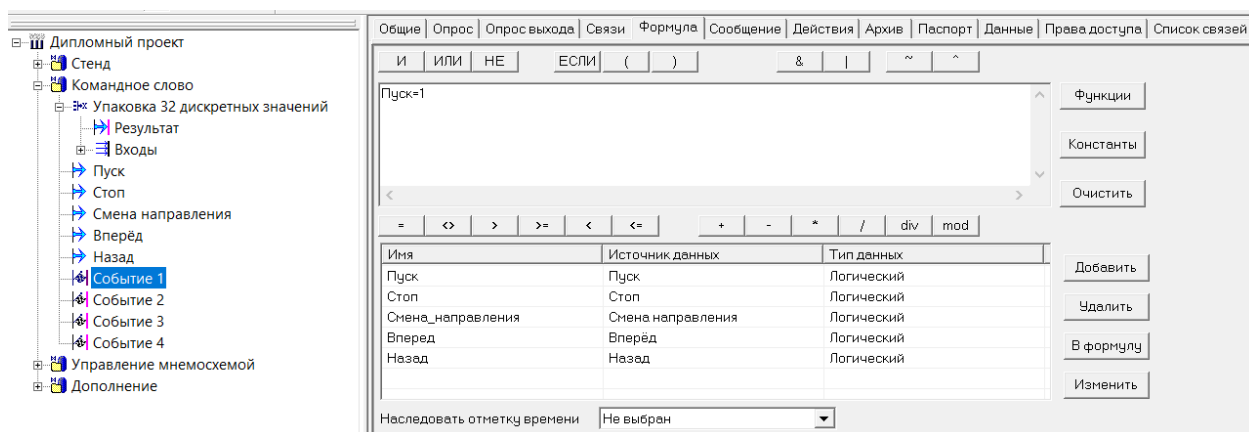 Дипломный проект
Стенд
Командное слово
Упаковка 32 дискретных значений
Результат
Входы
Пуск
Стоп
Смена направления
Вперёд
Назад
Событие 1
Событие 2
Событие 3
Событие 4
Управление мнемосхемой
Дополнение
Общие Опрос Опрос выхода Связи Формула Сообщение Действия Архив Паспорт Данные Права доступа Список связей
И ИЛИ НЕ ЕСЛИ ( ) & | ~ ^
Пуск=1
Функции
Константы
Очистить
= <> > >= < <= + - * / div mod
Имя Источник данных Тип данных
Пуск Пуск Логический
Стоп Стоп Логический
Смена_направления Смена направления Логический
Вперед Вперёд Логический
Назад Назад Логический
Добавить
Удалить
В формулу
Изменить
Наследовать отметку времени Не выбран